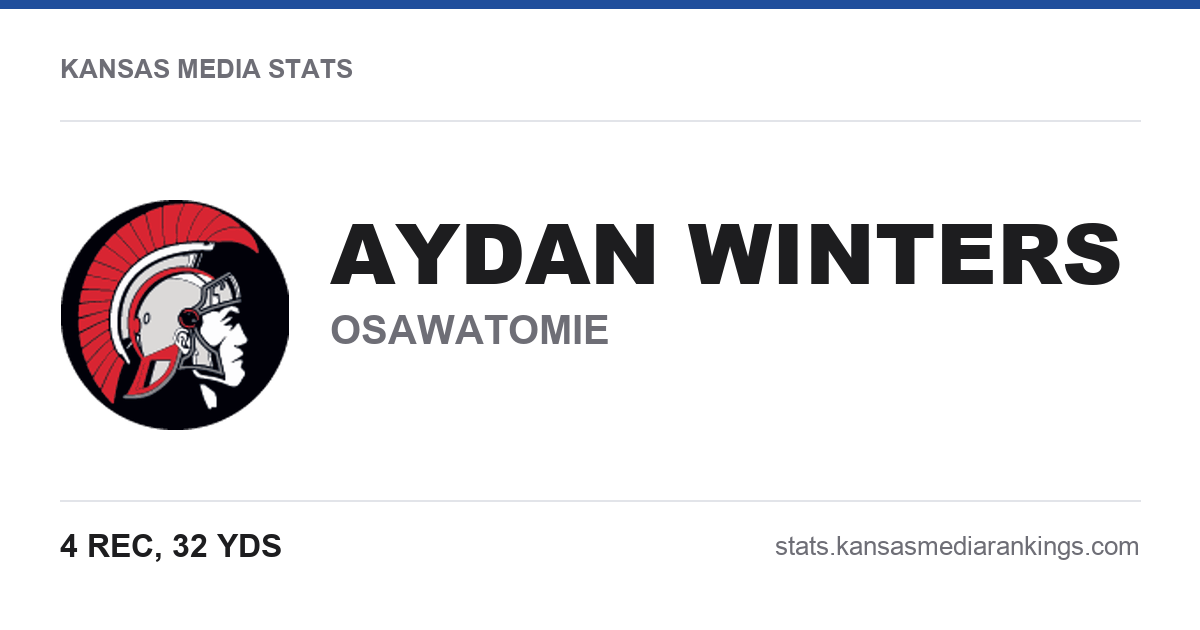 KANSAS MEDIA STATS
AYDAN WINTERS
OSAWATOMIE
4 REC, 32 YDS
stats.kansasmediarankings.com